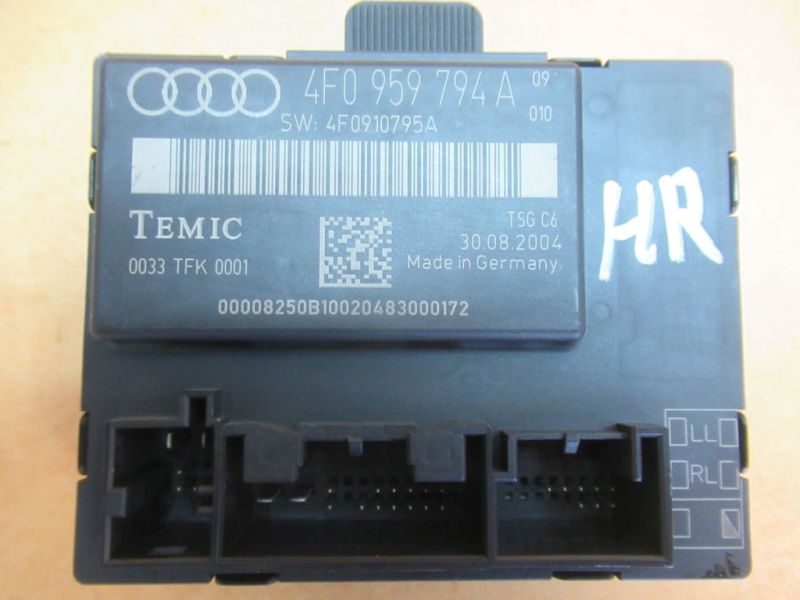 4F0 959 794 A 09
010
SW: 4F0910795A
TEMIC
TSG C6
30.08.2004
0033 TFK 0001
Made in Germany
00008250B10020483000172
HR
LL
RL